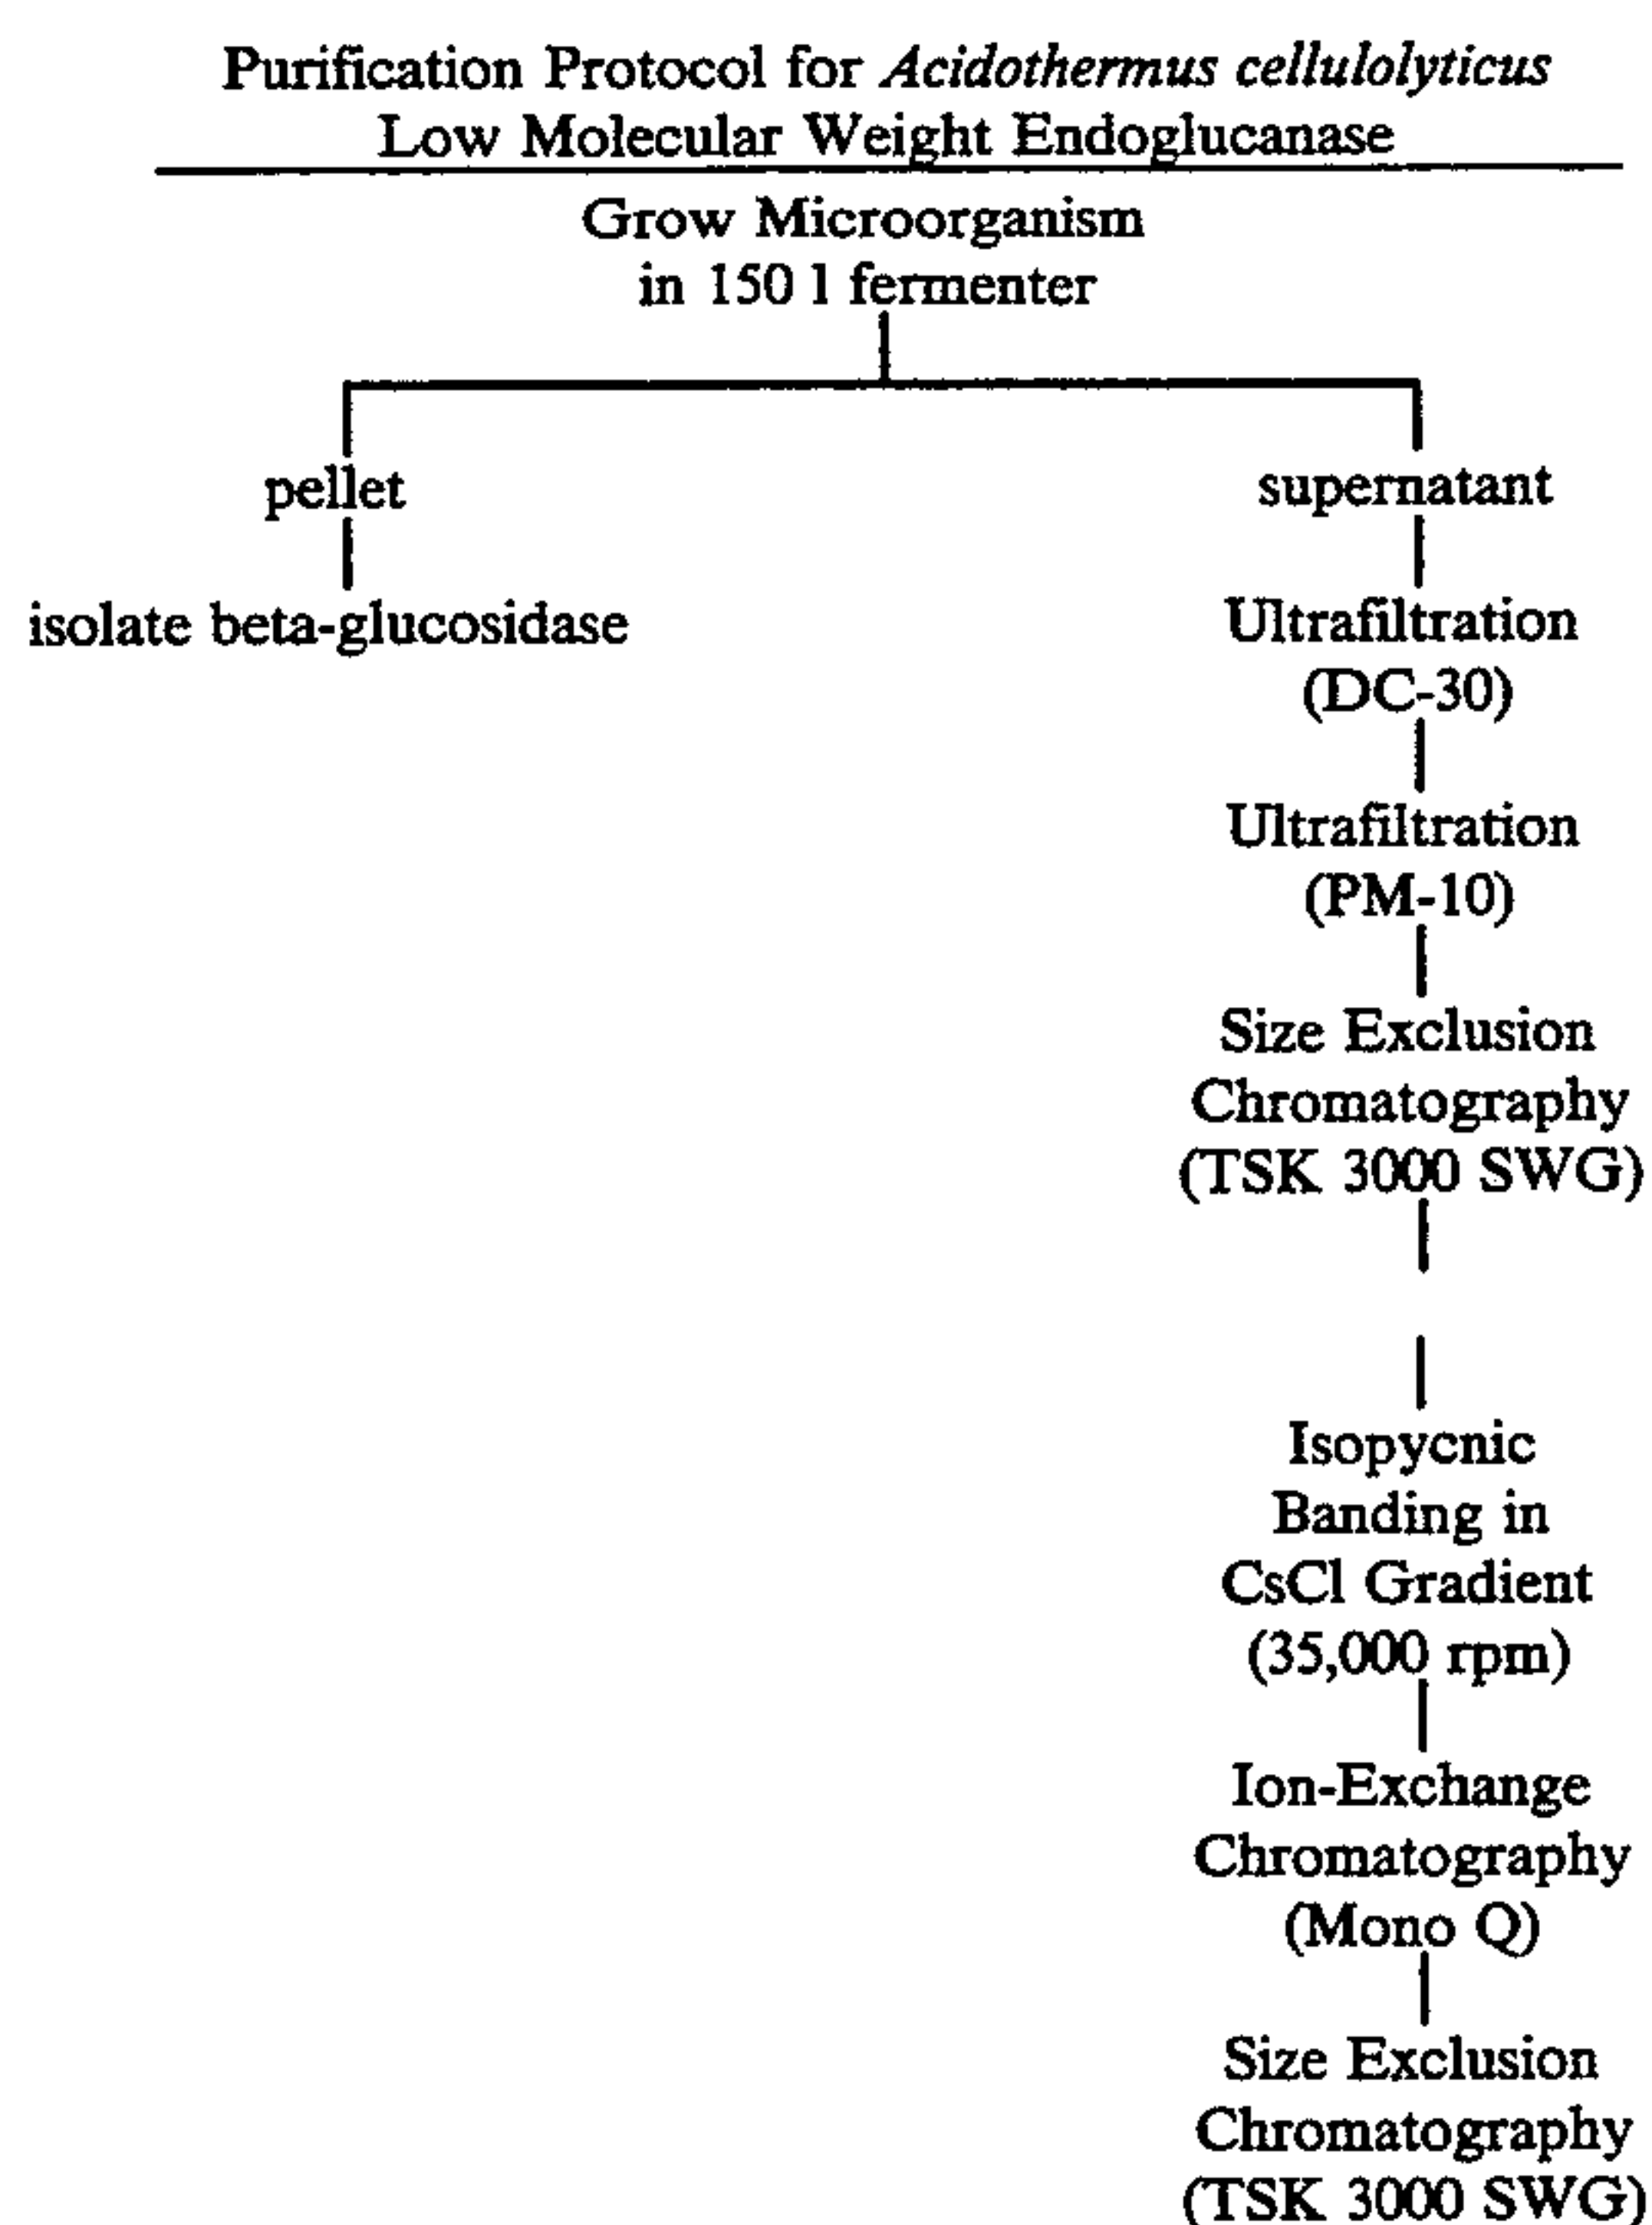 Purification Protocol for Acidothermus cellulolyticus
Low Molecular Weight Endoglucanase
Grow Microorganism
in 150 l fermenter
pellet
supernatant
isolate beta-glucosidase
Ultrafiltration
(DC-30)
Ultrafiltration
(PM-10)
Size Exclusion
Chromatography
(TSK 3000 SWG)
Isopycnic
Banding in
CsCl Gradient
(35,000 rpm)
Ion-Exchange
Chromatography
(Mono Q)
Size Exclusion
Chromatography
(TSK 3000 SWG)